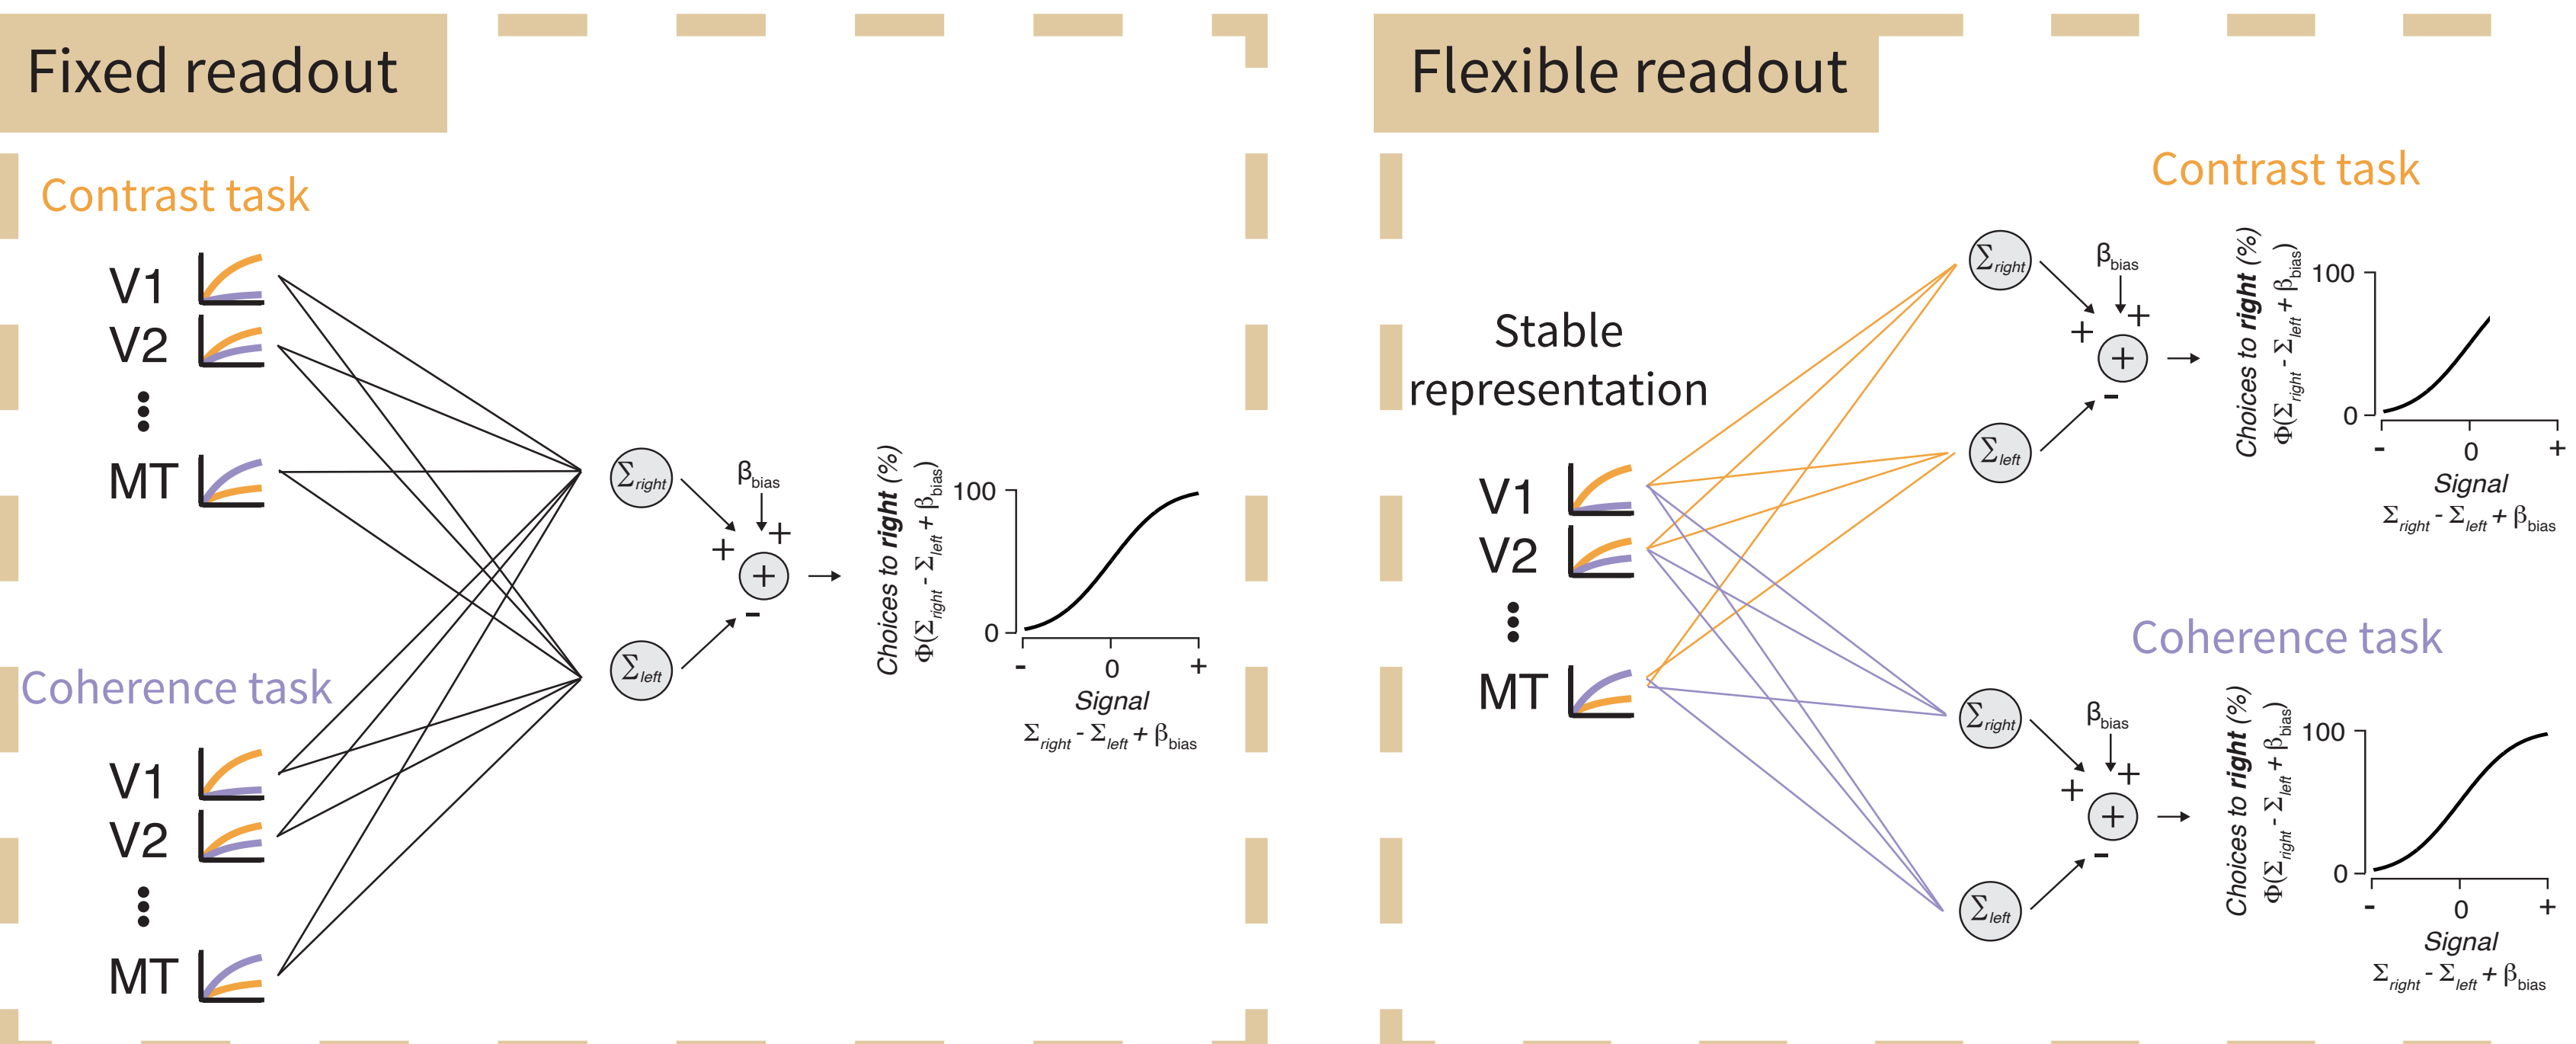 Fixed readout
Contrast task
V1
V2
MT
Coherence task
V1
V2
MT
Σright
Σleft
βbias
+
+
+
-
Choices to right (%)
Φ(Σright - Σleft + βbias)
100
0
- 0 +
Signal
Σright - Σleft + βbias
Flexible readout
Stable
representation
V1
V2
MT
Contrast task
Σright
Σleft
βbias
+
+
+
-
Choices to right (%)
Φ(Σright - Σleft + βbias)
100
0
- 0 +
Signal
Σright - Σleft + βbias
Coherence task
Σright
Σleft
βbias
+
+
+
-
Choices to right (%)
Φ(Σright - Σleft + βbias)
100
0
- 0 +
Signal
Σright - Σleft + βbias